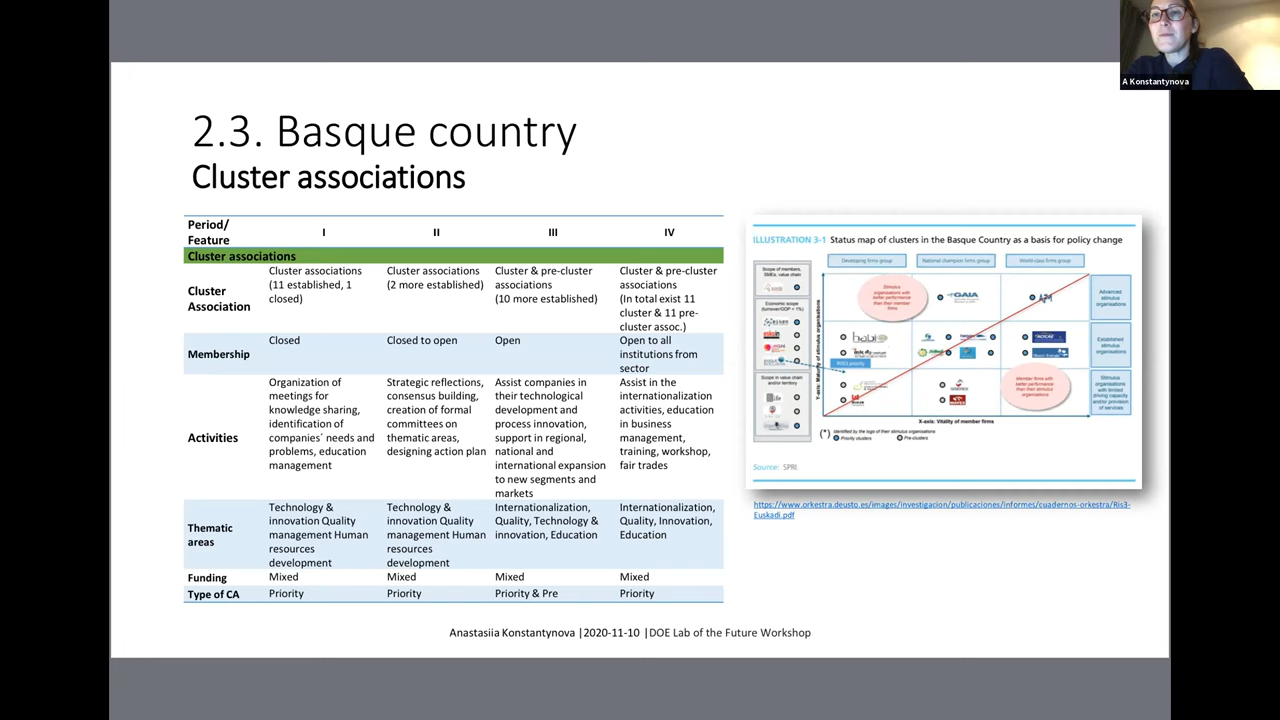 A Konstantynova
2.3. Basque country
Cluster associations
Period/
Feature
I
II
III
IV
Cluster associations
Cluster
Association
Cluster associations
(11 established, 1
closed)
Cluster associations
(2 more established)
Cluster & pre-cluster
associations
(10 more established)
Cluster & pre-cluster
associations
(In total exist 11
cluster & 11 pre-
cluster assoc.)
Membership
Closed
Closed to open
Open
Open to all
institutions from
sector
Activities
Organization of
meetings for
knowledge sharing,
identification of
companies´ needs and
problems, education
management
Strategic reflections,
consensus building,
creation of formal
committees on
thematic areas,
designing action plan
Assist companies in
their technological
development and
process innovation,
support in regional,
national and
international expansion
to new segments and
markets
Assist in the
internationalization
activities, education
in business
management,
training, workshop,
fair trades
Thematic
areas
Technology &
innovation Quality
management Human
resources
development
Technology &
innovation Quality
management Human
resources
development
Internationalization,
Quality, Technology &
innovation, Education
Internationalization,
Quality, Innovation,
Education
Funding
Mixed
Mixed
Mixed
Mixed
Type of CA
Priority
Priority
Priority & Pre
Priority
ILLUSTRATION 3-1 Status map of clusters in the Basque Country as a basis for policy change
Developing firms group
National champion firms group
World-class firms group
Scope of members,
SMEs, value chain
Economic scope
(turnover/GDP < 1%)
Scope in value chain
and/or territory
Y-axis: Maturity of stimulus organisations
Stimulus
organisations with
better performance
than their member
firms
GAIA
habic
RIS3 priority
Member firms with
better performance
than their stimulus
organisations
Advanced
stimulus
organisations
Established
stimulus
organisations
Stimulus
organisations
with limited
driving capacity
and/or provision
of services
X-axis: Vitality of member firms
(*) Identified by the logo of their stimulus organisations
Priority clusters
Pre-clusters
Source: SPRI.
https://www.orkestra.deusto.es/images/investigacion/publicaciones/informes/cuadernos-orkestra/Ris3-
Euskadi.pdf
Anastasiia Konstantynova |2020-11-10 |DOE Lab of the Future Workshop